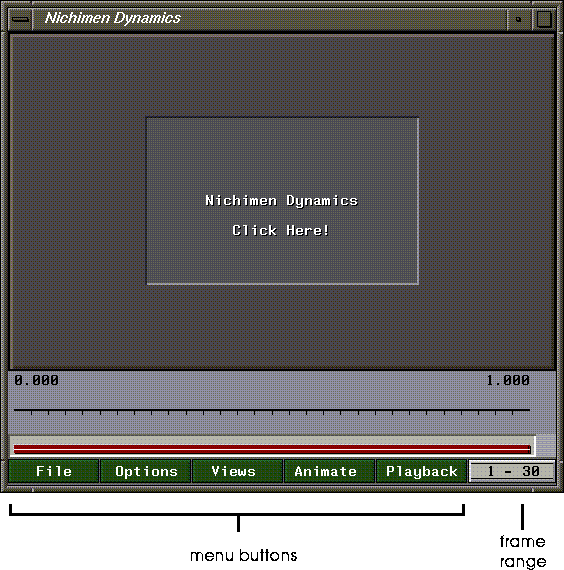 Nichimen Dynamics
Nichimen Dynamics
Click Here!
0.000 1.000
File Options Views Animate Playback 1 - 30
menu buttons
frame
range